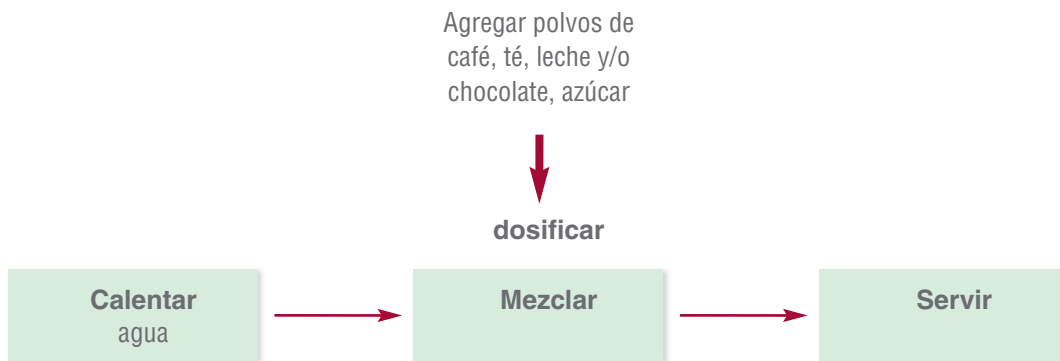 Agregar polvos de
café, té, leche y/o
chocolate, azúcar
dosificar
Calentar
agua
Mezclar
Servir